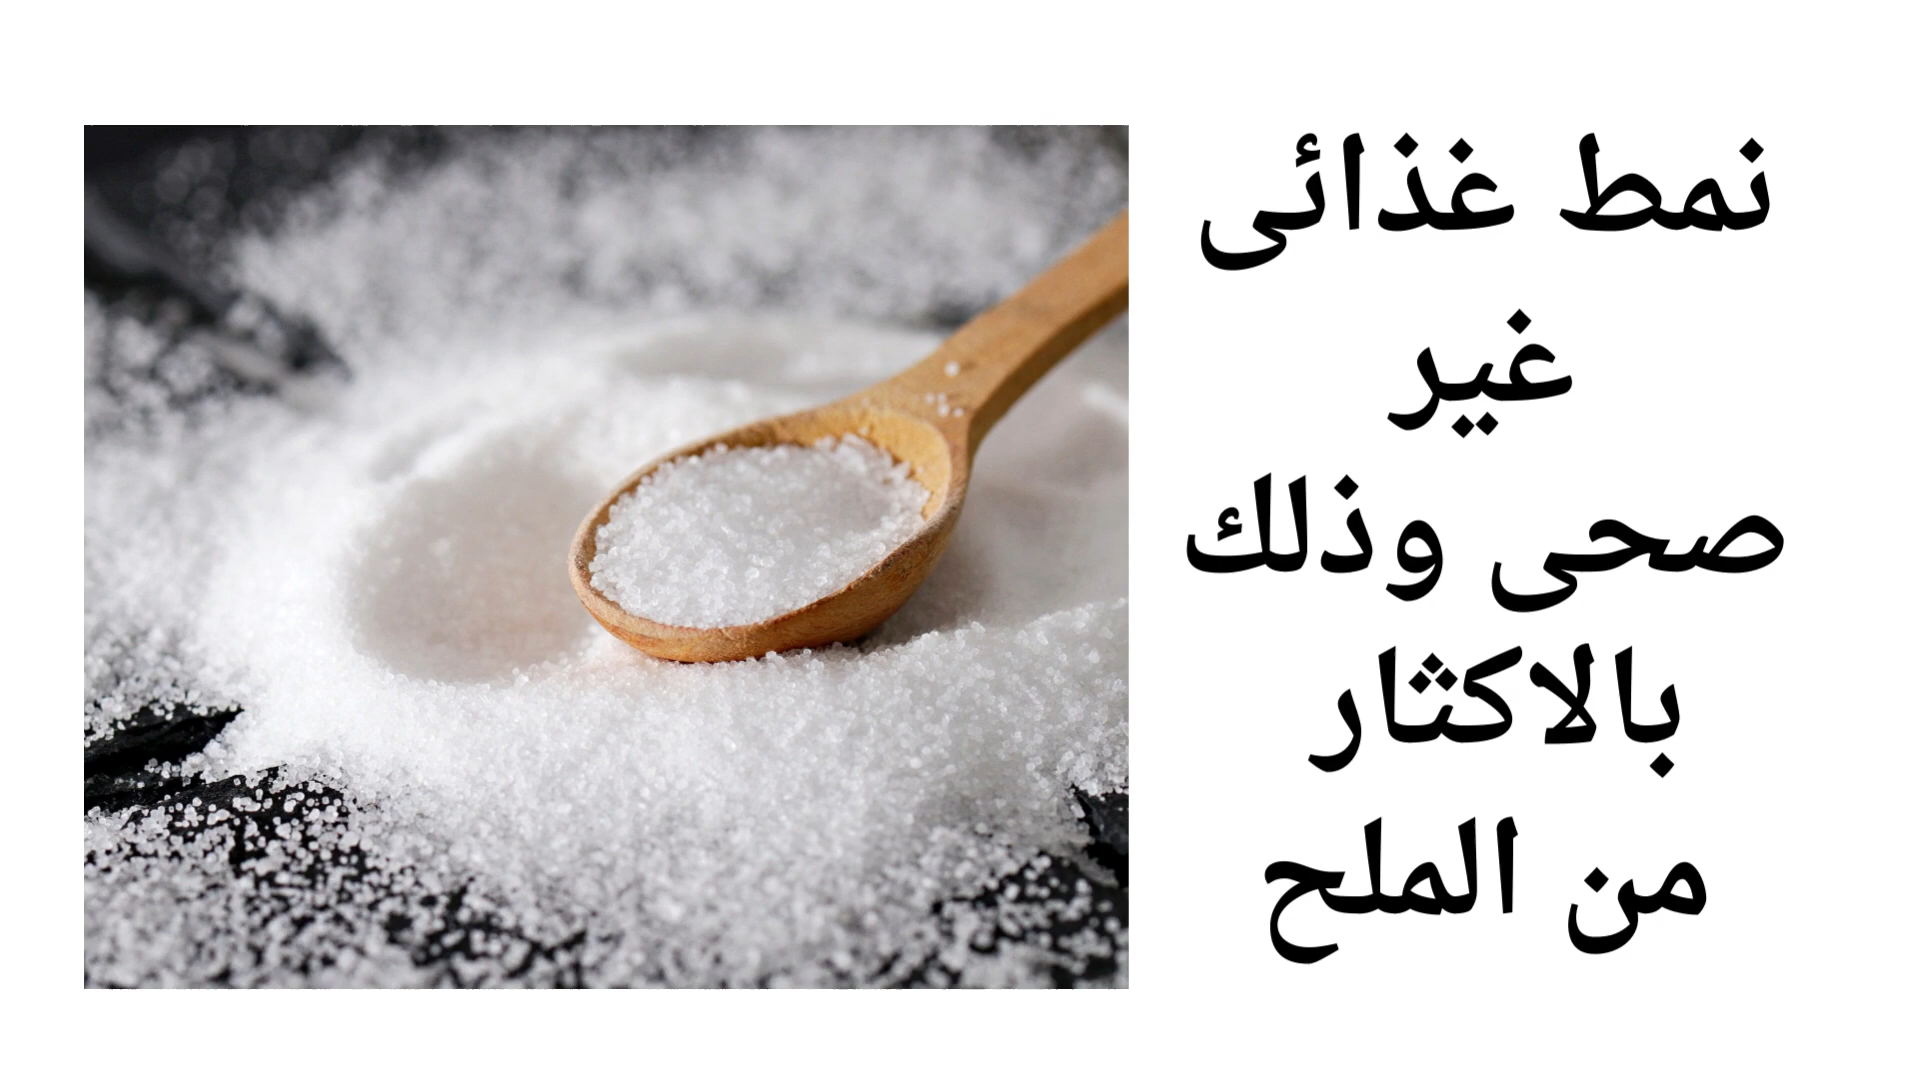 نمط غذائى
غير
صحى وذلك
بالاكثار
من الملح